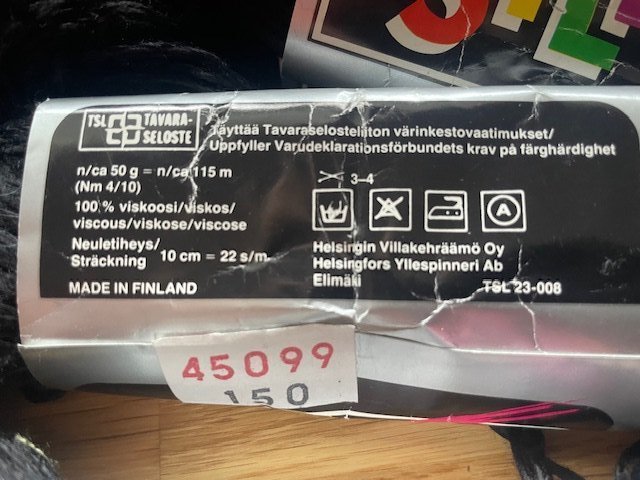 TSL TAVARA-
SELOSTE
Täyttää Tavaraselosteliiton värinkestovaatimukset/
Uppfyller Varudeklarationsförbundets krav på färghärdighet
n/ca 50 g = n/ca 115 m
(Nm 4/10)
100 % viskoosi/viskos/
viscous/viskose/viscose
Neuletiheys/
Sträckning 10 cm = 22 s/m
MADE IN FINLAND
3-4
A
Helsingin Villakehräämö Oy
Helsingfors Yllespinneri Ab
Elimäki
TSL 23-008
45099
150